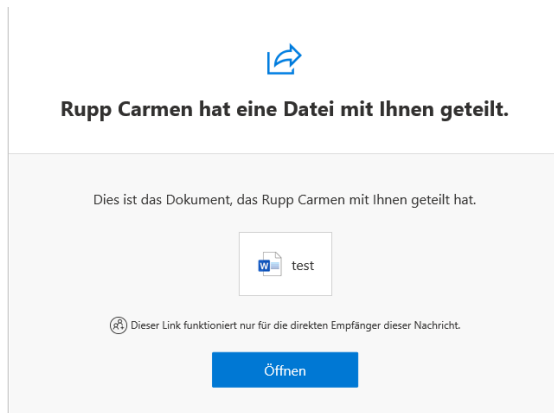 Rupp Carmen hat eine Datei mit Ihnen geteilt.
Dies ist das Dokument, das Rupp Carmen mit Ihnen geteilt hat.
W
test
Dieser Link funktioniert nur für die direkten Empfänger dieser Nachricht.
Öffnen